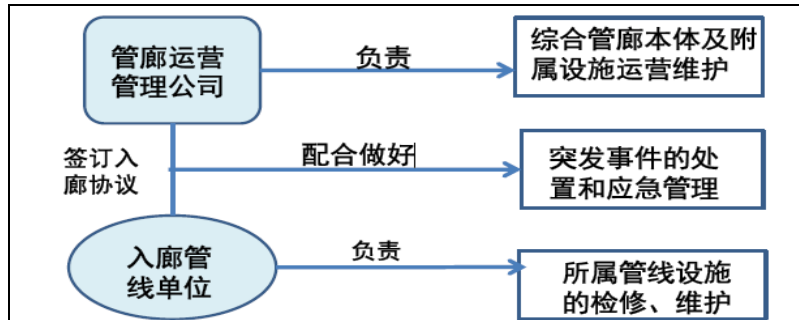 管廊运营
管理公司
负责
综合管廊本体及附
属设施运营维护
签订入
廊协议
配合做好
突发事件的处
置和应急管理
入廊管
线单位
负责
所属管线设施
的检修、维护